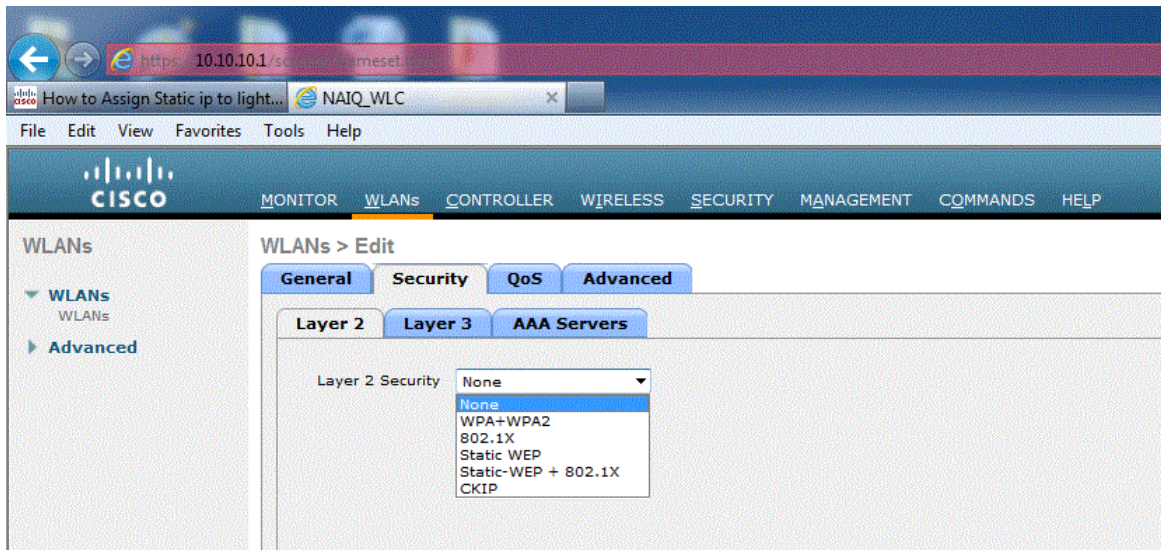 https 10.10.10.1/
cisco How to Assign Static ip to light... NAIQ_WLC
File Edit View Favorites Tools Help
CISCO
MONITOR WLANs CONTROLLER WIRELESS SECURITY MANAGEMENT COMMANDS HELP
WLANs
WLANs > Edit
General Security QoS Advanced
WLANs
WLANs
Layer 2 Layer 3 AAA Servers
Advanced
Layer 2 Security None
None
WPA+WPA2
802.1X
Static WEP
Static-WEP + 802.1X
CKIP